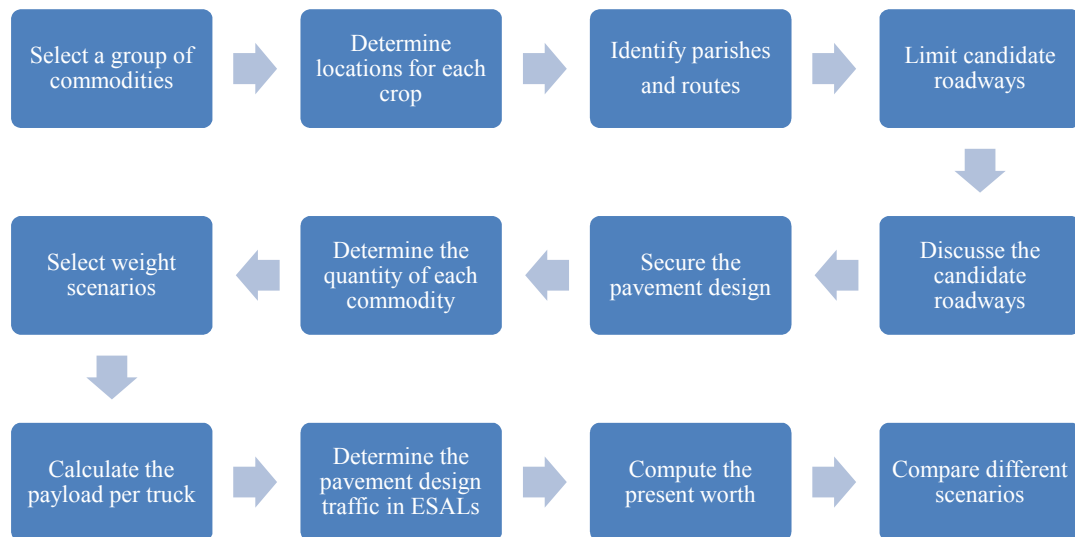 Select a group of
commodities
Determine
locations for each
crop
Identify parishes
and routes
Limit candidate
roadways
Discusse the
candidate
roadways
Secure the
pavement design
Determine the
quantity of each
commodity
Select weight
scenarios
Calculate the
payload per truck
Determine the
pavement design
traffic in ESALs
Compute the
present worth
Compare different
scenarios